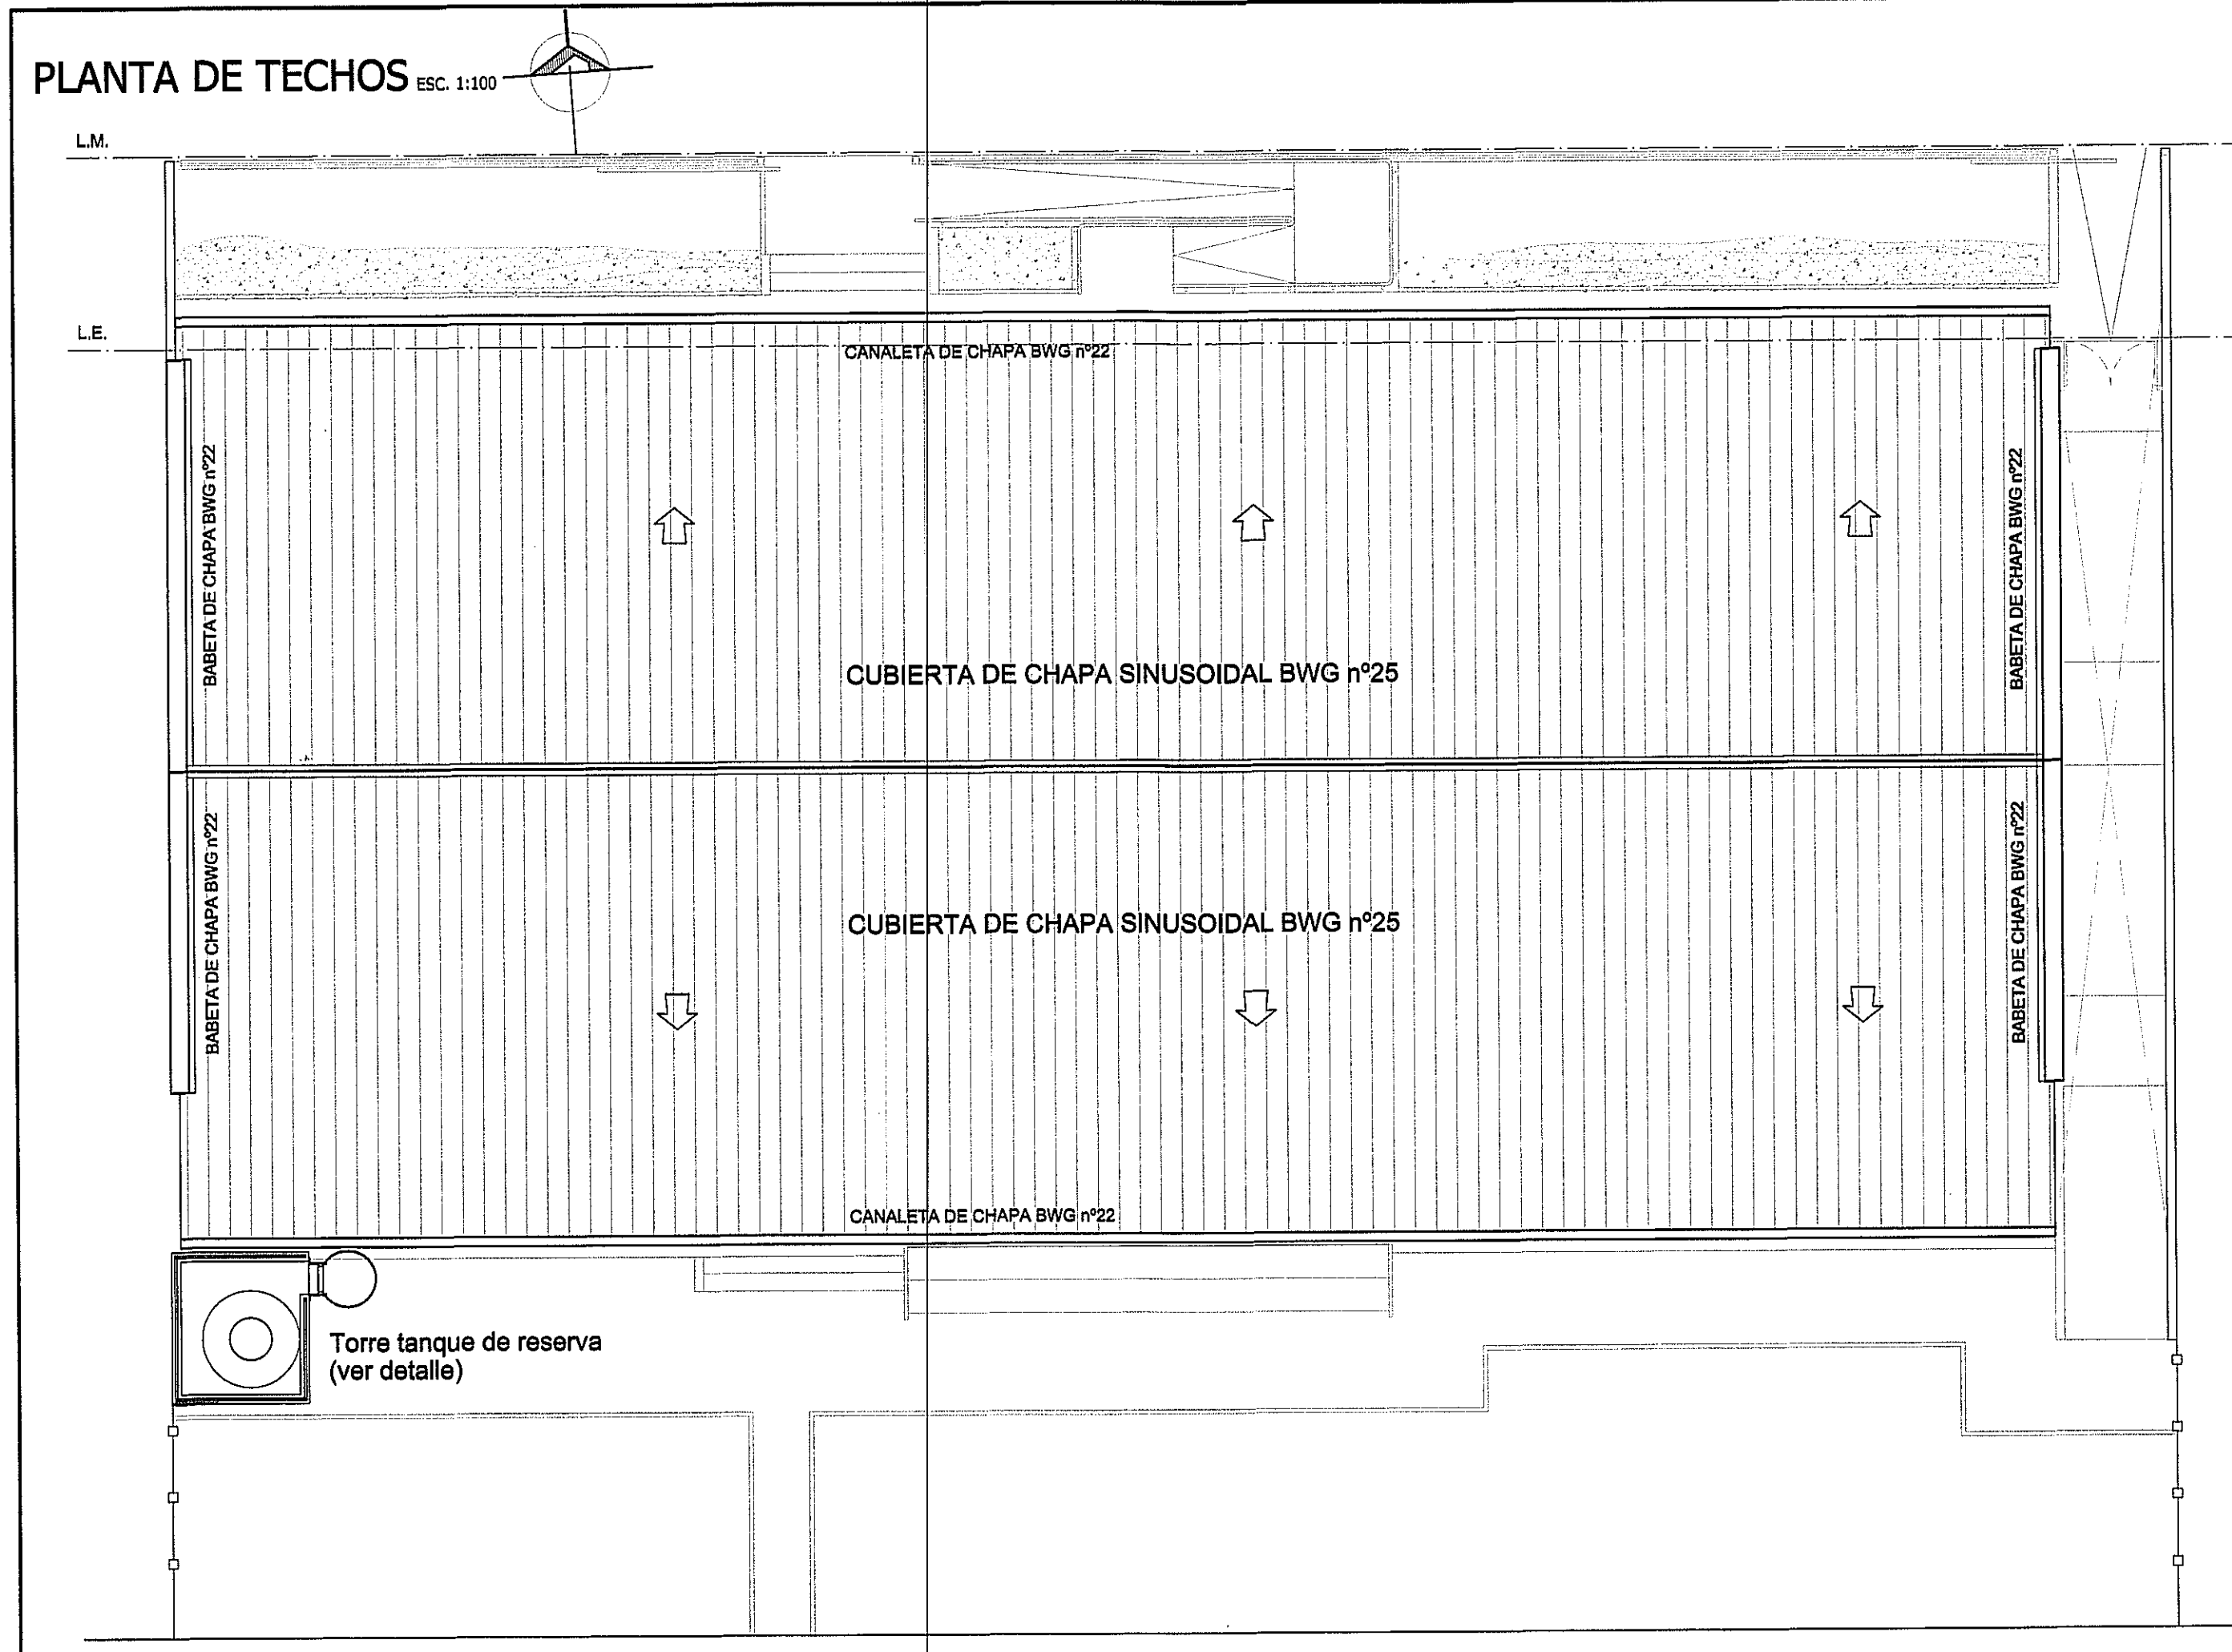 PLANTA DE TECHOS ESC. 1:100
L.M.
L.E.
CANALETA DE CHAPA BWG nº22
BABETA DE CHAPA BWG nº22
BABETA DE CHAPA BWG nº22
CUBIERTA DE CHAPA SINUSOIDAL BWG nº25
BABETA DE CHAPA BWG nº22
BABETA DE CHAPA BWG nº22
CUBIERTA DE CHAPA SINUSOIDAL BWG nº25
CANALETA DE CHAPA BWG nº22
Torre tanque de reserva
(ver detalle)